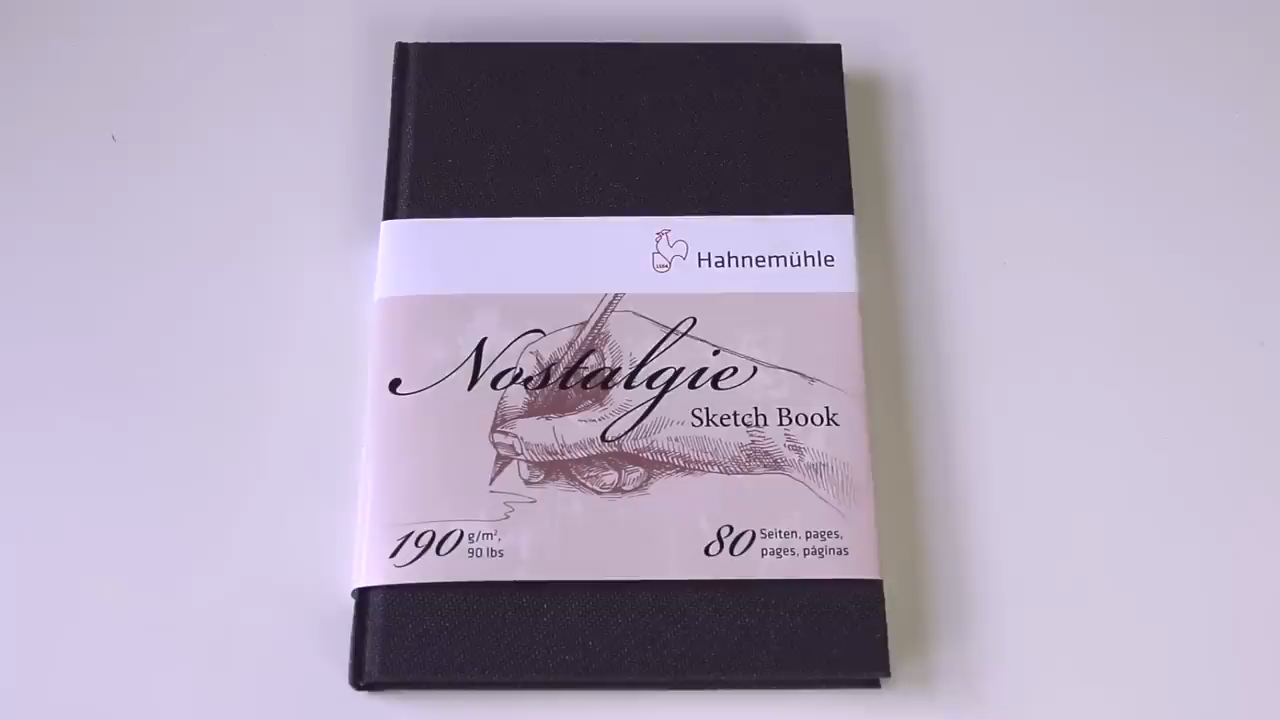 Hahnemühle
Nostalgie
Sketch Book
190 g/m²,
90 lbs
80 Seiten, pages,
pages, páginas